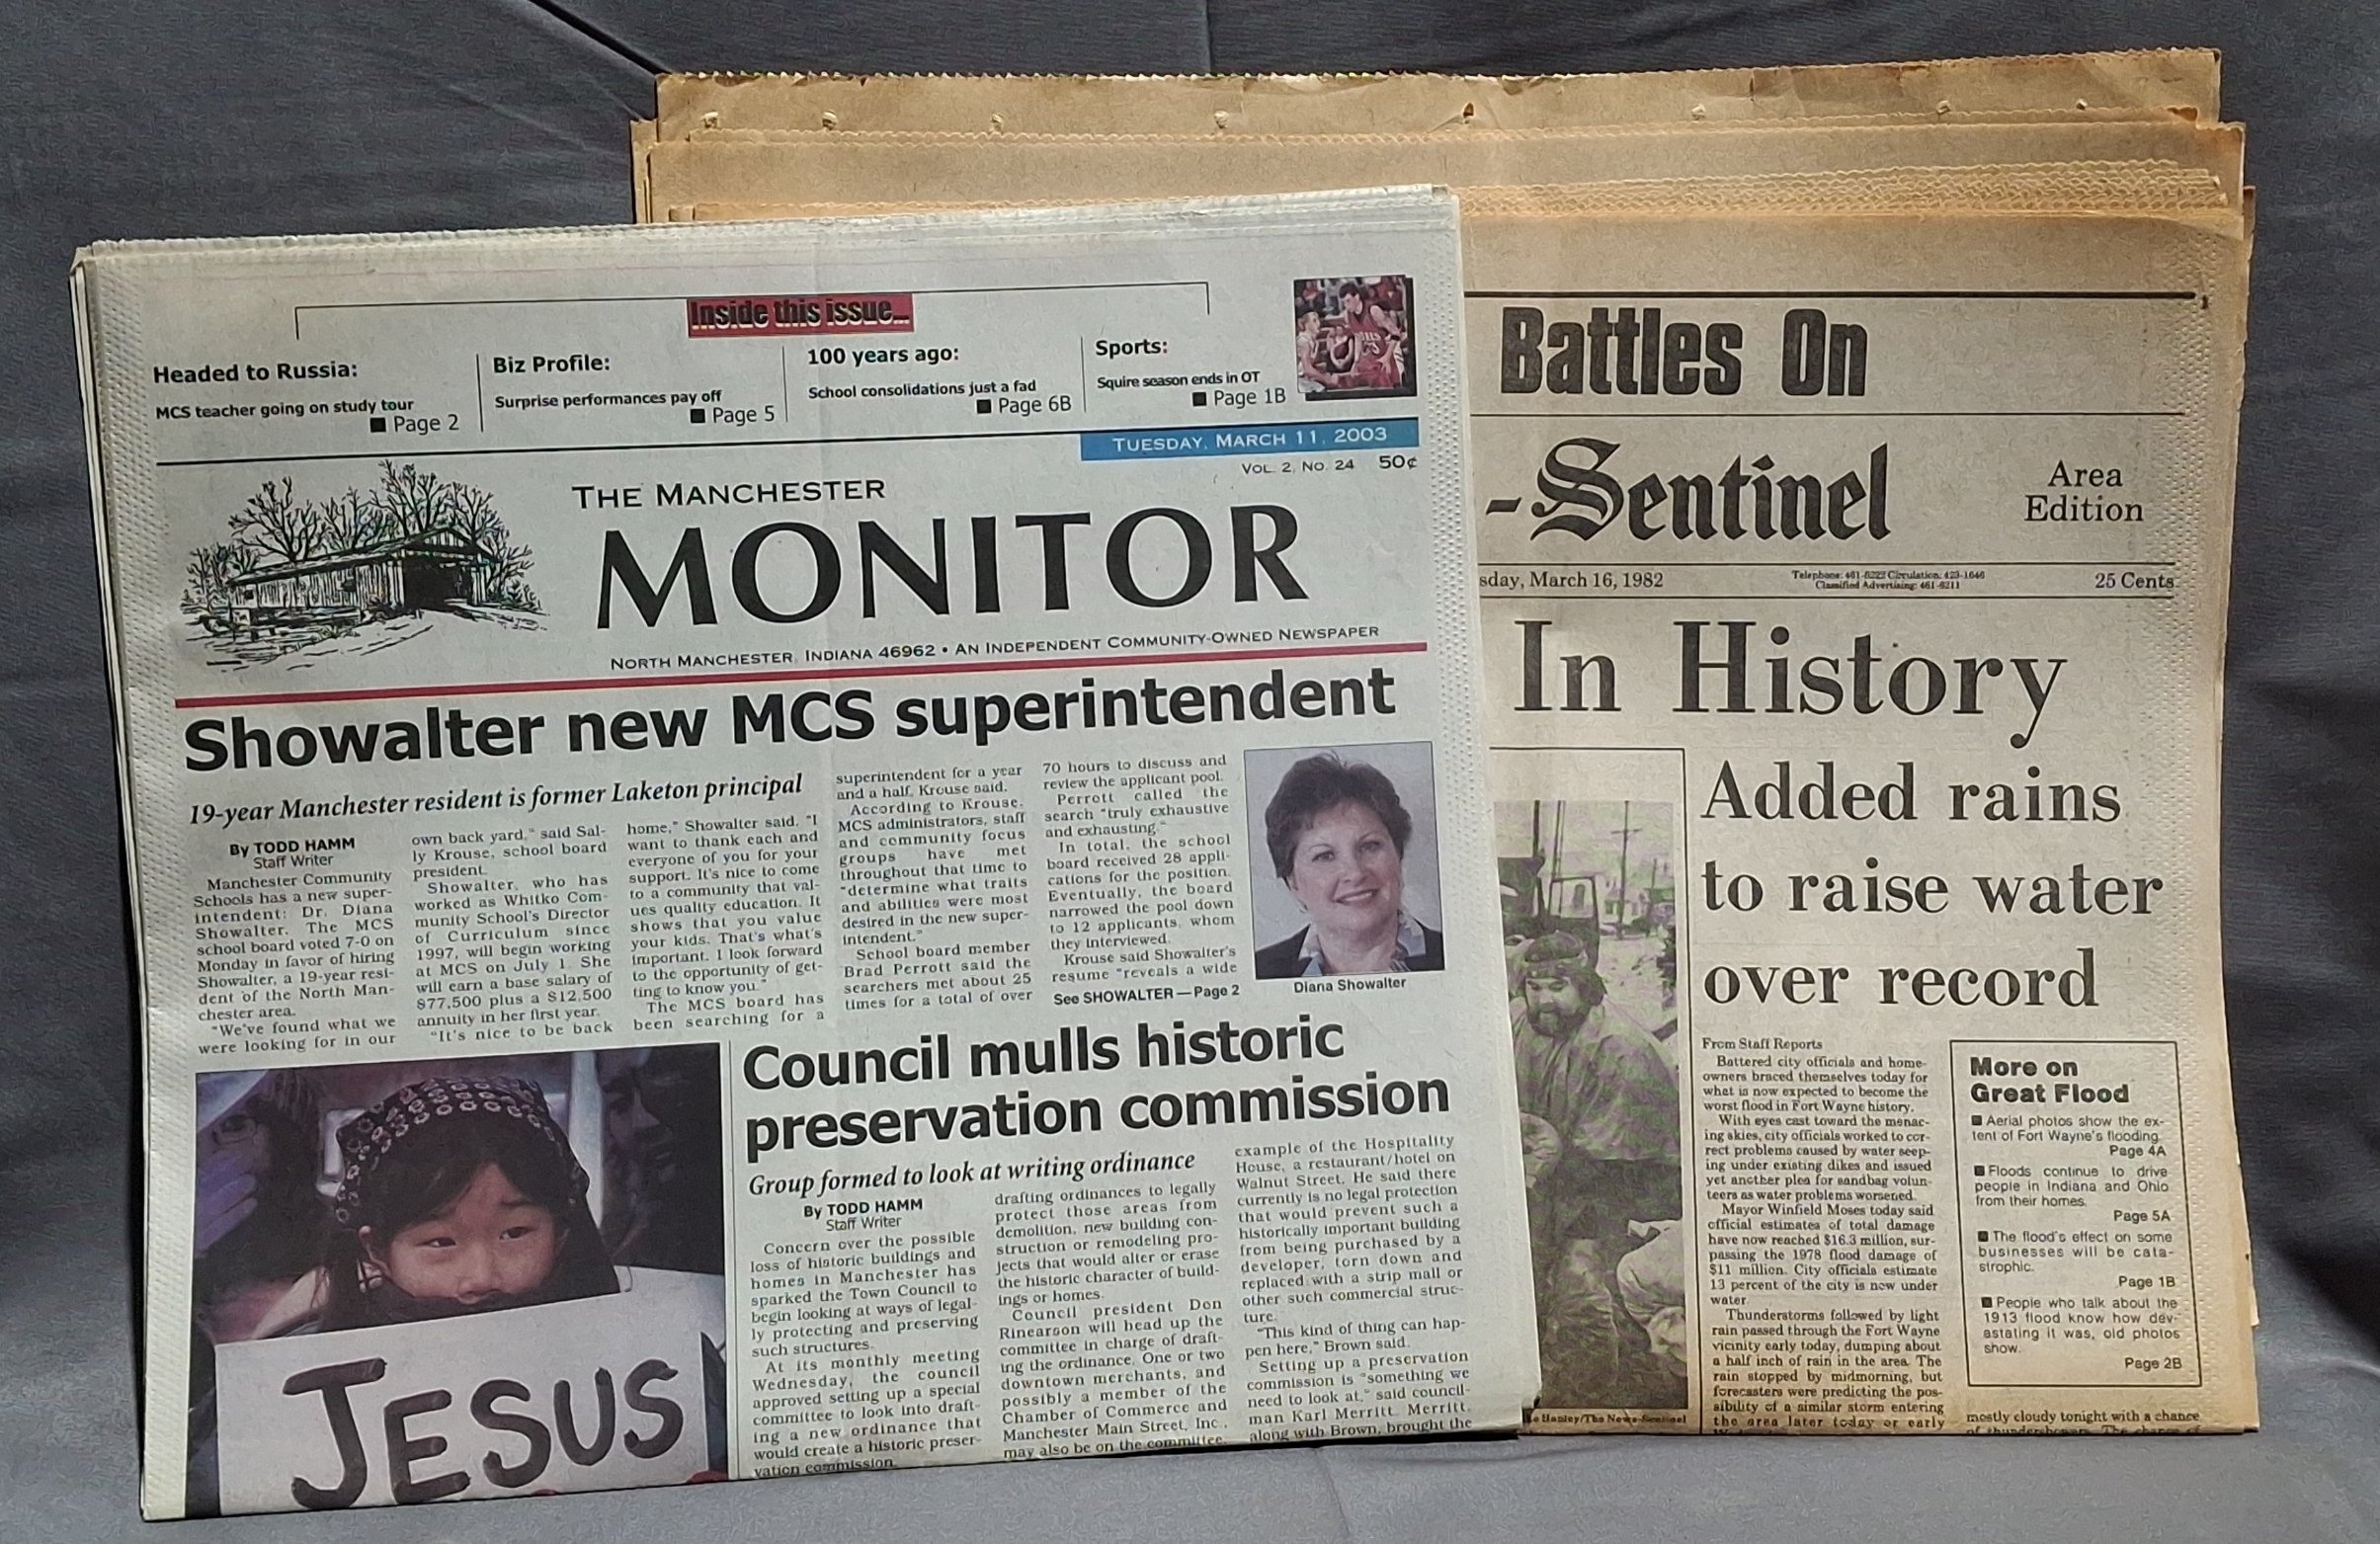 Inside this issue...
Headed to Russia:
MCS teacher going on study tour
■ Page 2
Biz Profile:
Surprise performances pay off
■ Page 5
100 years ago:
School consolidations just a fad
■ Page 6B
Sports:
Squire season ends in OT
■ Page 1B
TUESDAY, MARCH 11, 2003
VOL. 2, NO. 24 50¢
THE MANCHESTER
MONITOR
NORTH MANCHESTER, INDIANA 46962 • AN INDEPENDENT COMMUNITY-OWNED NEWSPAPER
Showalter new MCS superintendent
19-year Manchester resident is former Laketon principal
By TODD HAMM
Staff Writer
Manchester Community
Schools has a new super-
intendent: Dr. Diana
Showalter. The MCS
school board voted 7-0 on
Monday in favor of hiring
Showalter, a 19-year resi-
dent of the North Man-
chester area.
"We've found what we
were looking for in our
own back yard," said Sal-
ly Krouse, school board
president.
Showalter, who has
worked as Whitko Com-
munity School's Director
of Curriculum since
1997, will begin working
at MCS on July 1. She
will earn a base salary of
$77,500 plus a $12,500
annuity in her first year.
"It's nice to be back
home," Showalter said. "I
want to thank each and
everyone of you for your
support. It's nice to come
to a community that val-
ues quality education. It
shows that you value
your kids. That's what's
important. I look forward
to the opportunity of get-
ting to know you."
The MCS board has
been searching for a
superintendent for a year
and a half, Krouse said.
According to Krouse,
MCS administrators, staff
and community focus
groups have met
throughout that time to
"determine what traits
and abilities were most
desired in the new super-
intendent."
School board member
Brad Perrott said the
searchers met about 25
times for a total of over
70 hours to discuss and
review the applicant pool.
Perrott called the
search "truly exhaustive
and exhausting."
In total, the school
board received 28 appli-
cations for the position.
Eventually, the board
narrowed the pool down
to 12 applicants, whom
they interviewed.
Krouse said Showalter's
resume "reveals a wide
See SHOWALTER — Page 2
Diana Showalter
JESUS
Council mulls historic
preservation commission
Group formed to look at writing ordinance
By TODD HAMM
Staff Writer
Concern over the possible
loss of historic buildings and
homes in Manchester has
sparked the Town Council to
begin looking at ways of legal-
ly protecting and preserving
such structures.
At its monthly meeting
Wednesday, the council
approved setting up a special
committee to look into draft-
ing a new ordinance that
would create a historic preser-
vation commission.
drafting ordinances to legally
protect those areas from
demolition, new building con-
struction or remodeling pro-
jects that would alter or erase
the historic character of build-
ings or homes.
Council president Don
Rinearson will head up the
committee in charge of draft-
ing the ordinance. One or two
downtown merchants, and
possibly a member of the
Chamber of Commerce and
Manchester Main Street, Inc.,
may also be on the committee.
example of the Hospitality
House, a restaurant/hotel on
Walnut Street. He said there
currently is no legal protection
that would prevent such a
historically important building
from being purchased by a
developer, torn down and
replaced with a strip mall or
other such commercial struc-
ture.
"This kind of thing can hap-
pen here," Brown said.
Setting up a preservation
commission is "something we
need to look at," said council-
man Karl Merritt. Merritt,
along with Brown, brought the
Battles On
-Sentinel
Area
Edition
sday, March 16, 1982
Telephone: 461-8222 Circulation: 423-1646
Classified Advertising: 461-8211
25 Cents
In History
Added rains
to raise water
over record
From Staff Reports
Battered city officials and home-
owners braced themselves today for
what is now expected to become the
worst flood in Fort Wayne history.
With eyes cast toward the menac-
ing skies, city officials worked to cor-
rect problems caused by water seep-
ing under existing dikes and issued
yet another plea for sandbag volun-
teers as water problems worsened.
Mayor Winfield Moses today said
official estimates of total damage
have now reached $16.3 million, sur-
passing the 1978 flood damage of
$11 million. City officials estimate
13 percent of the city is now under
water.
Thunderstorms followed by light
rain passed through the Fort Wayne
vicinity early today, dumping about
a half inch of rain in the area. The
rain stopped by midmorning, but
forecasters were predicting the pos-
sibility of a similar storm entering
the area later today or early
More on
Great Flood
■ Aerial photos show the ex-
tent of Fort Wayne's flooding.
Page 4A
■ Floods continue to drive
people in Indiana and Ohio
from their homes.
Page 5A
■ The flood's effect on some
businesses will be cata-
strophic.
Page 1B
■ People who talk about the
1913 flood know how dev-
astating it was, old photos
show.
Page 2B
mostly cloudy tonight with a chance
Hanley/The News-Sentinel